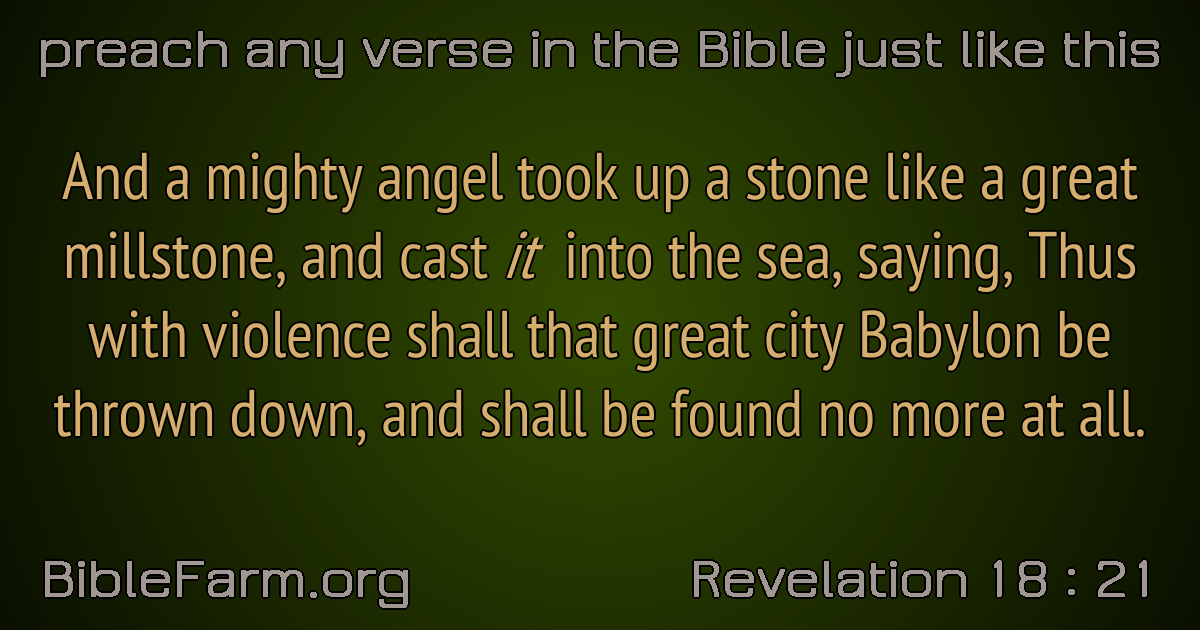 preach any verse in the Bible just like this
And a mighty angel took up a stone like a great
millstone, and cast it into the sea, saying, Thus
with violence shall that great city Babylon be
thrown down, and shall be found no more at all.
BibleFarm.org
Revelation 18 : 21